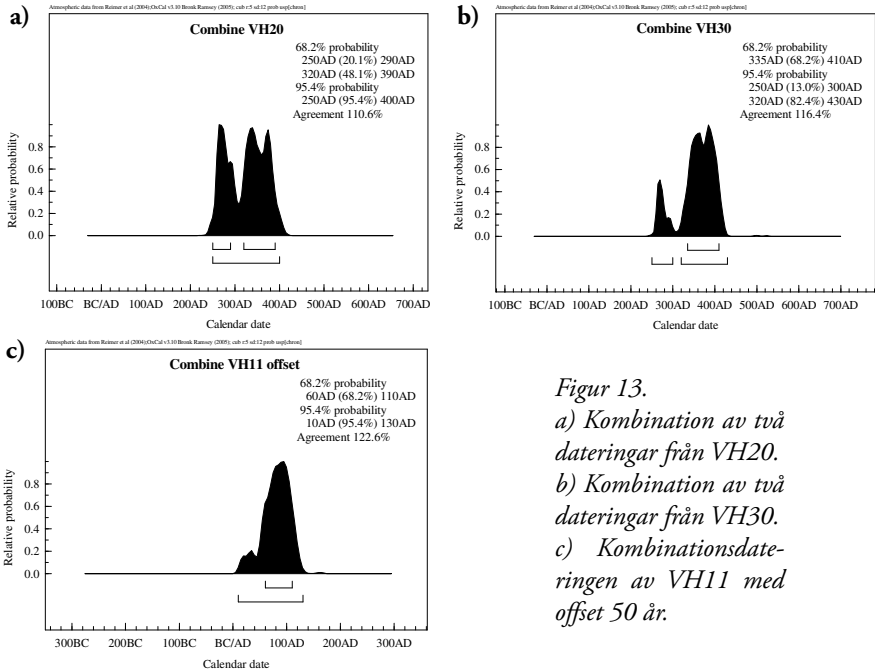 a)
Atmospheric data from Reimer et al (2004);OxCal v3.10 Bronk Ramsey (2005); cub r:5 sd:12 prob usp[chron]
Combine VH20
68.2% probability
250AD (20.1%) 290AD
320AD (48.1%) 390AD
95.4% probability
250AD (95.4%) 400AD
Agreement 110.6%
Relative probability
0.8
0.6
0.4
0.2
0.0
100BC BC/AD 100AD 200AD 300AD 400AD 500AD 600AD 700AD
Calendar date
b)
Atmospheric data from Reimer et al (2004);OxCal v3.10 Bronk Ramsey (2005); cub r:5 sd:12 prob usp[chron]
Combine VH30
68.2% probability
335AD (68.2%) 410AD
95.4% probability
250AD (13.0%) 300AD
320AD (82.4%) 430AD
Agreement 116.4%
Relative probability
0.8
0.6
0.4
0.2
0.0
100BC BC/AD 100AD 200AD 300AD 400AD 500AD 600AD 700AD
Calendar date
c)
Atmospheric data from Reimer et al (2004);OxCal v3.10 Bronk Ramsey (2005); cub r:5 sd:12 prob usp[chron]
Combine VH11 offset
68.2% probability
60AD (68.2%) 110AD
95.4% probability
10AD (95.4%) 130AD
Agreement 122.6%
Relative probability
0.8
0.6
0.4
0.2
0.0
300BC 200BC 100BC BC/AD 100AD 200AD 300AD
Calendar date
Figur 13.
a) Kombination av två
dateringar från VH20.
b) Kombination av två
dateringar från VH30.
c) Kombinationsdate-
ringen av VH11 med
offset 50 år.